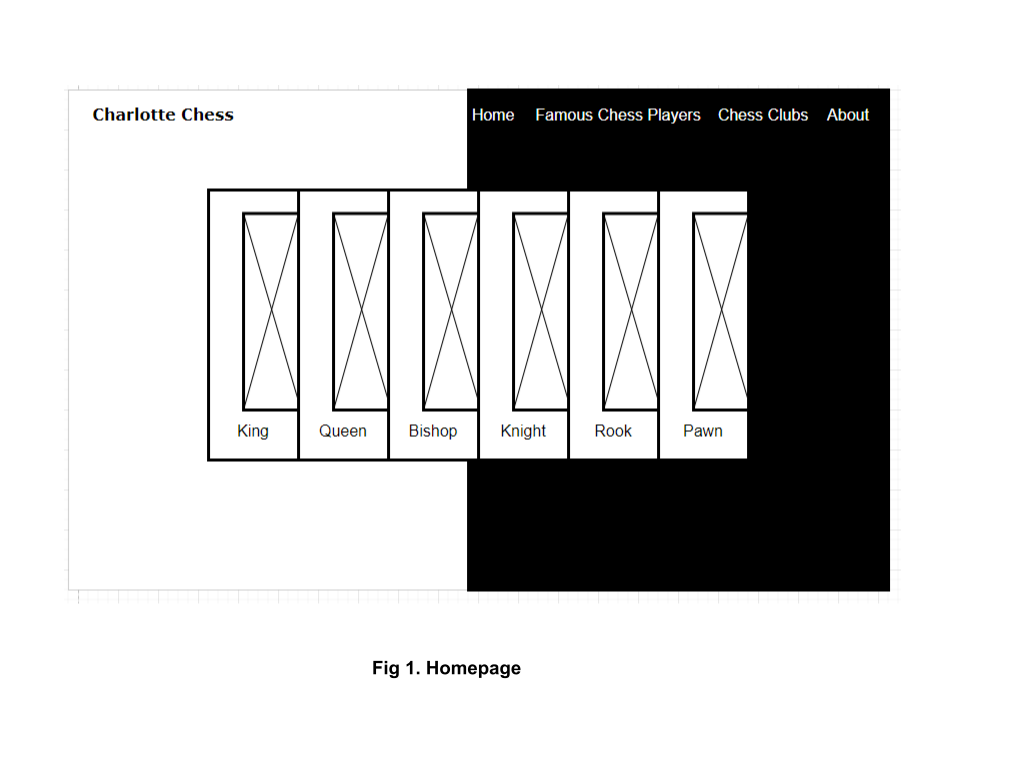 Charlotte Chess
Home Famous Chess Players Chess Clubs About
King Queen Bishop Knight Rook Pawn
Fig 1. Homepage